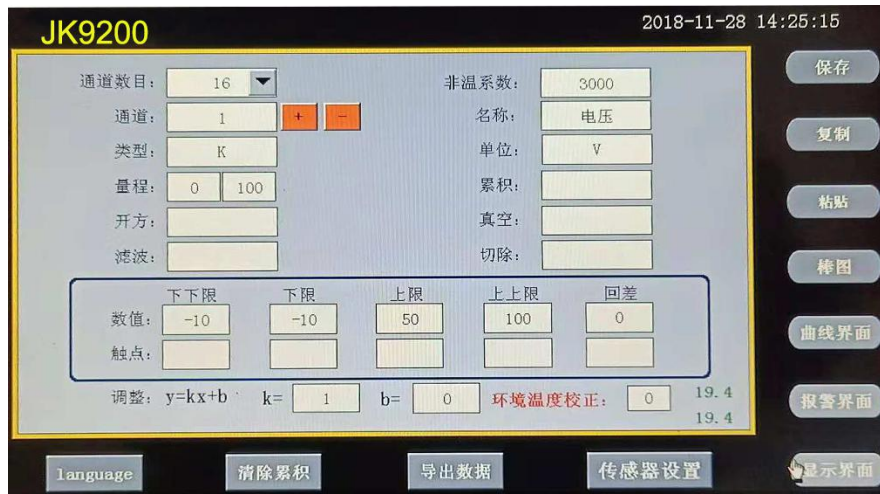 JK9200
2018-11-28 14:25:15
通道数目: 16
非温系数: 3000
保存
通道: 1 + -
名称: 电压
复制
类型: K
单位: V
量程: 0 100
累积:
粘贴
开方:
真空:
滤波:
切除:
棒图
下下限 下限 上限 上上限 回差
数值: -10 -10 50 100 0
曲线界面
触点:
调整: y=kx+b k= 1 b= 0 环境温度校正: 0 19.4
19.4
报警界面
language 清除累积 导出数据 传感器设置 显示界面